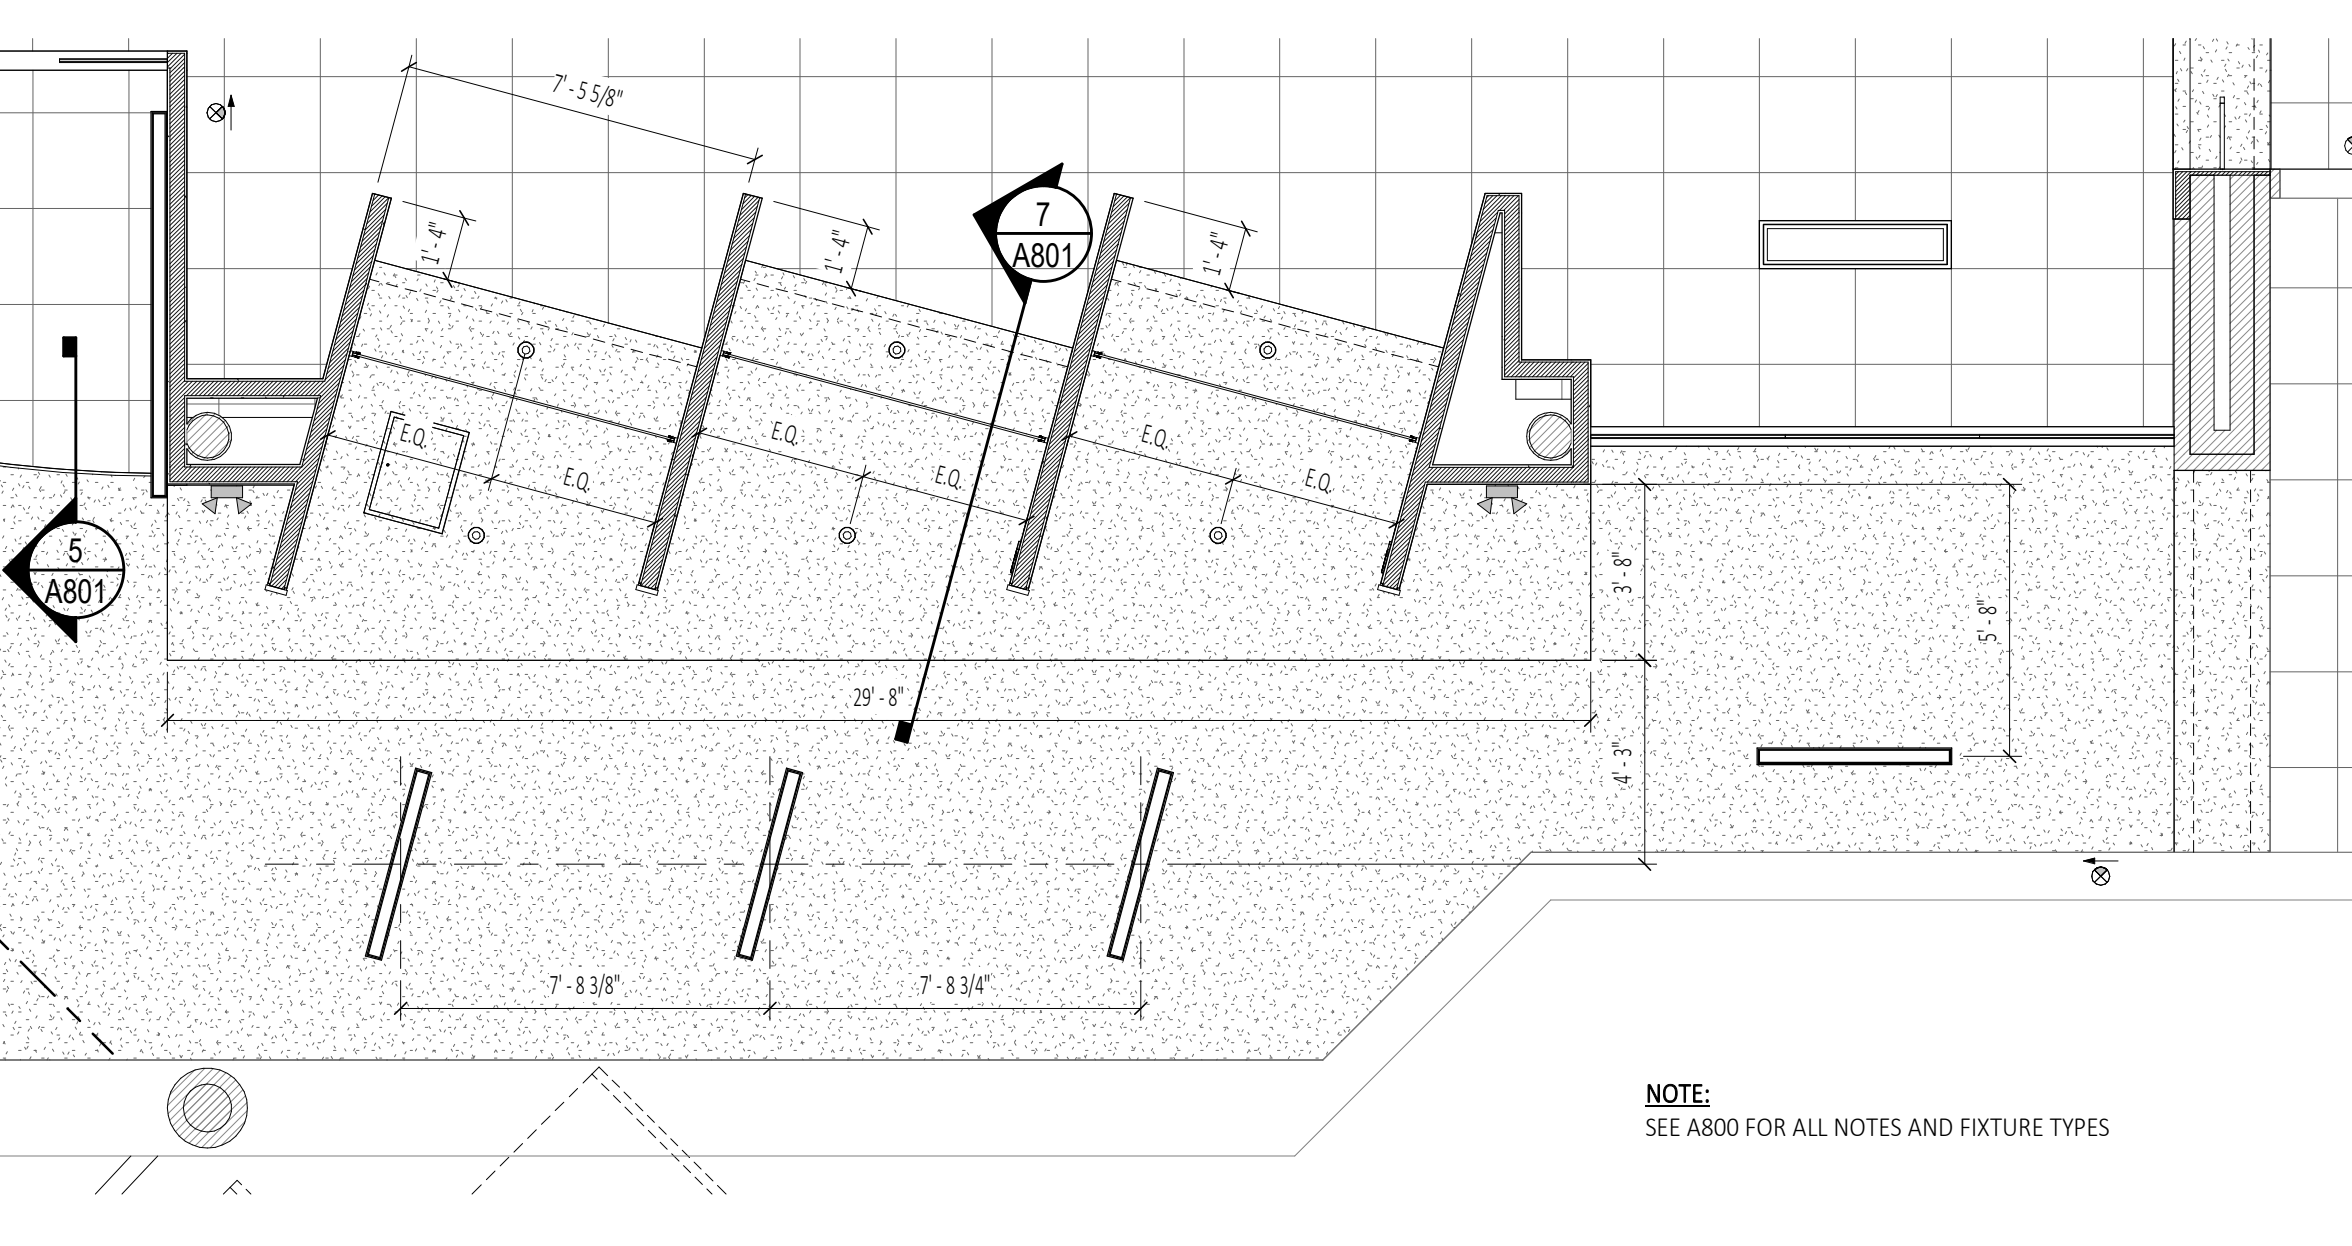 7' - 5 5/8"
1' - 4"
1' - 4"
1' - 4"
7
A801
E.Q.
E.Q.
E.Q.
E.Q.
E.Q.
E.Q.
5
A801
3' - 8"
5' - 8"
29' - 8"
4' - 3"
7' - 8 3/8"
7' - 8 3/4"
NOTE:
SEE A800 FOR ALL NOTES AND FIXTURE TYPES